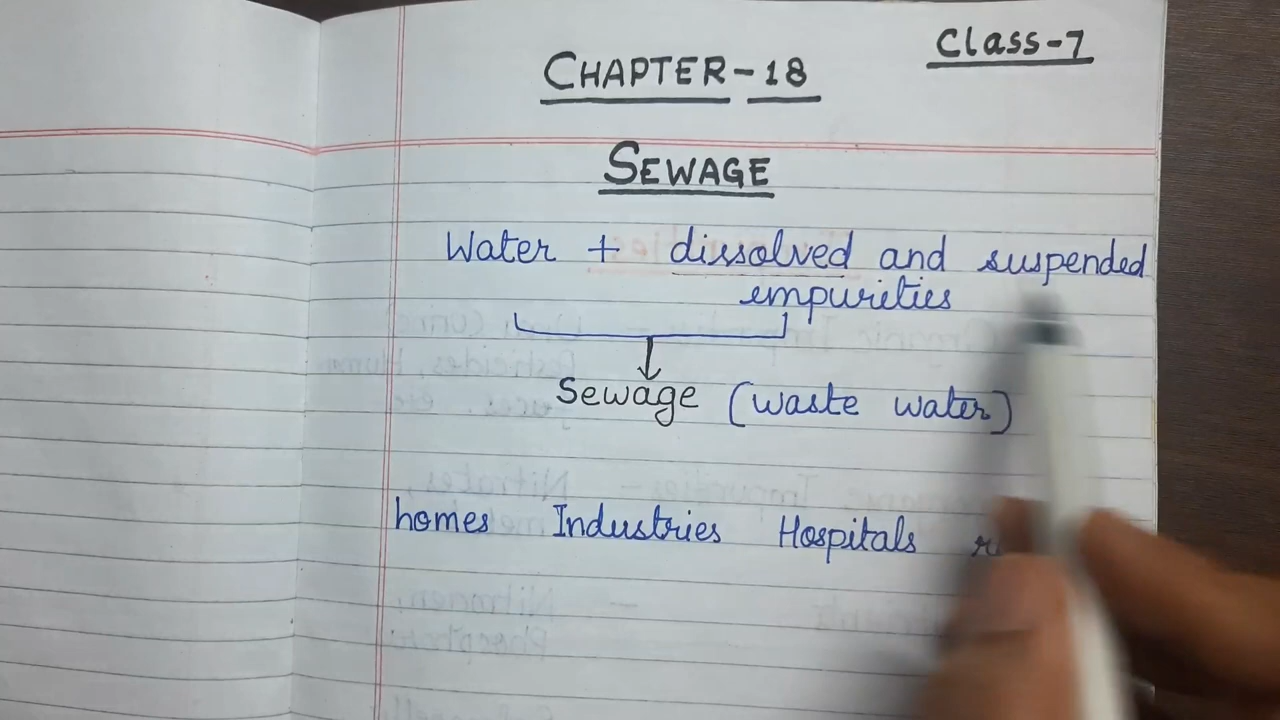 Class-7
CHAPTER-18
SEWAGE
Water + dissolved and suspended
empurities
Sewage (waste water)
homes Industries Hospitals